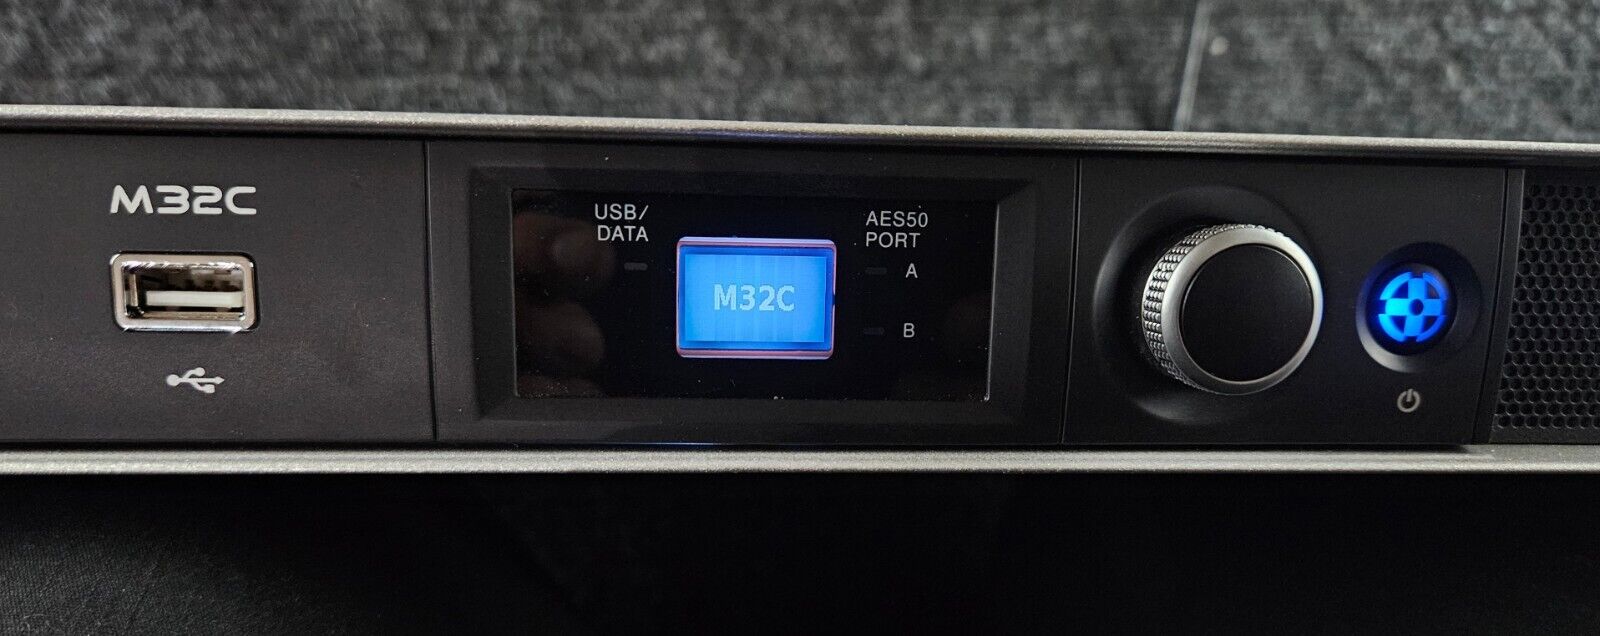 M32C
USB/
DATA
M32C
AES50
PORT
A
B